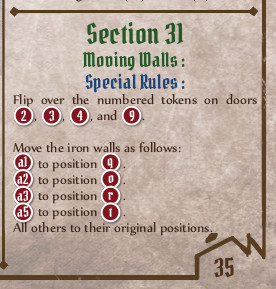 Section 31
Moving Walls :
Special Rules :
Flip over the numbered tokens on doors
2, 3, 4, and 9.
Move the iron walls as follows:
a1 to position q.
a2 to position o.
a3 to position r.
a5 to position t.
All others to their original positions.
35